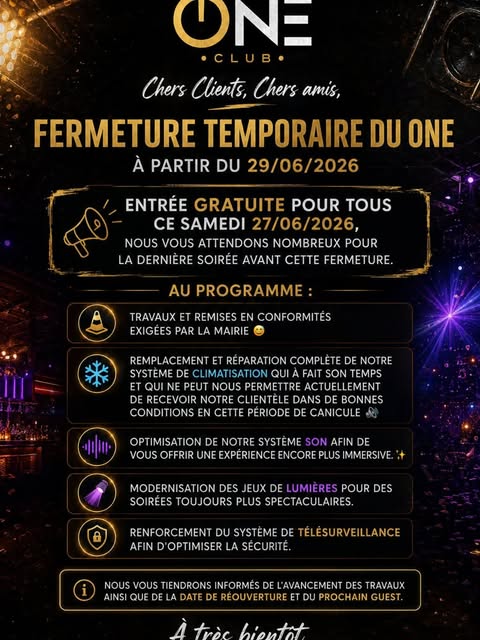 ONE
• CLUB •
Chers Clients, Chers amis,
FERMETURE TEMPORAIRE DU ONE
À PARTIR DU 29/06/2026
ENTRÉE GRATUITE POUR TOUS
CE SAMEDI 27/06/2026,
NOUS VOUS ATTENDONS NOMBREUX POUR
LA DERNIÈRE SOIRÉE AVANT CETTE FERMETURE.
AU PROGRAMME :
TRAVAUX ET REMISES EN CONFORMITÉS
EXIGÉES PAR LA MAIRIE 😅
REMPLACEMENT ET RÉPARATION COMPLÈTE DE NOTRE
SYSTÈME DE CLIMATISATION QUI À FAIT SON TEMPS
ET QUI NE PEUT NOUS PERMETTRE ACTUELLEMENT
DE RECEVOIR NOTRE CLIENTÈLE DANS DE BONNES
CONDITIONS EN CETTE PÉRIODE DE CANICULE
OPTIMISATION DE NOTRE SYSTÈME SON AFIN DE
VOUS OFFRIR UNE EXPÉRIENCE ENCORE PLUS IMMERSIVE. ✨
MODERNISATION DES JEUX DE LUMIÈRES POUR DES
SOIRÉES TOUJOURS PLUS SPECTACULAIRES.
RENFORCEMENT DU SYSTÈME DE TÉLÉSURVEILLANCE
AFIN D'OPTIMISER LA SÉCURITÉ.
NOUS VOUS TIENDRONS INFORMÉS DE L'AVANCEMENT DES TRAVAUX
AINSI QUE DE LA DATE DE RÉOUVERTURE ET DU PROCHAIN GUEST.
À très bientôt